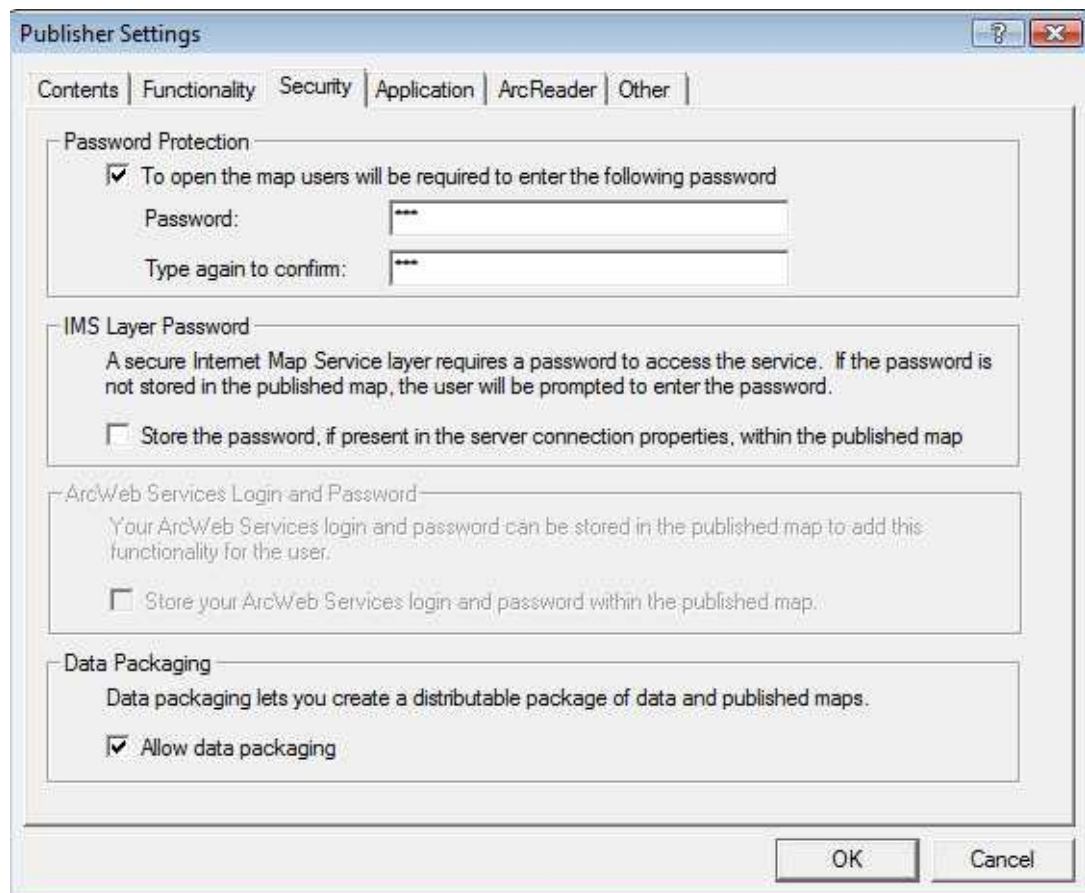 Publisher Settings
Contents Functionality Security Application ArcReader Other
Password Protection
To open the map users will be required to enter the following password
Password: ***
Type again to confirm: ***
IMS Layer Password
A secure Internet Map Service layer requires a password to access the service. If the password is
not stored in the published map, the user will be prompted to enter the password.
Store the password, if present in the server connection properties, within the published map
ArcWeb Services Login and Password
Your ArcWeb Services login and password can be stored in the published map to add this
functionality for the user.
Store your ArcWeb Services login and password within the published map.
Data Packaging
Data packaging lets you create a distributable package of data and published maps.
Allow data packaging
OK Cancel